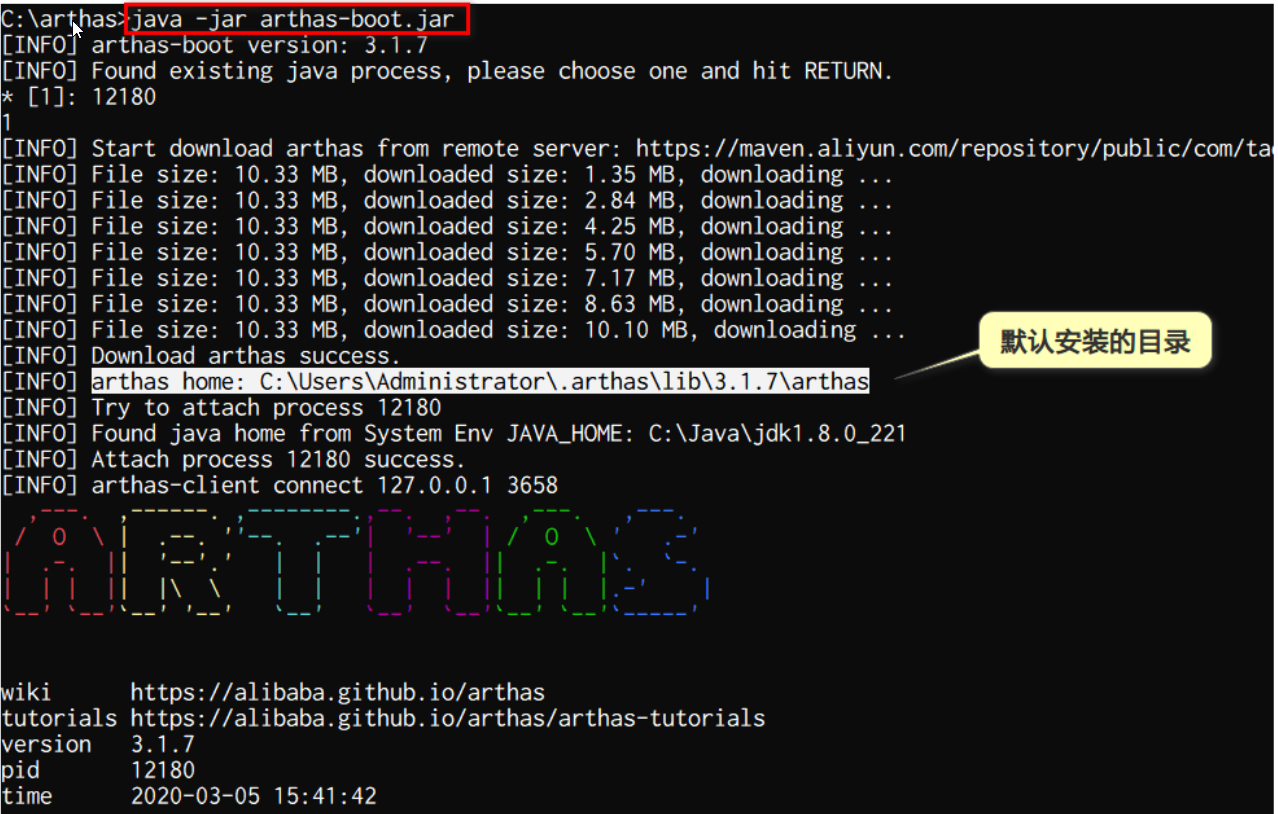 C:\arthas>java -jar arthas-boot.jar
[INFO] arthas-boot version: 3.1.7
[INFO] Found existing java process, please choose one and hit RETURN.
* [1]: 12180
1
[INFO] Start download arthas from remote server: https://maven.aliyun.com/repository/public/com/tao
[INFO] File size: 10.33 MB, downloaded size: 1.35 MB, downloading ...
[INFO] File size: 10.33 MB, downloaded size: 2.84 MB, downloading ...
[INFO] File size: 10.33 MB, downloaded size: 4.25 MB, downloading ...
[INFO] File size: 10.33 MB, downloaded size: 5.70 MB, downloading ...
[INFO] File size: 10.33 MB, downloaded size: 7.17 MB, downloading ...
[INFO] File size: 10.33 MB, downloaded size: 8.63 MB, downloading ...
[INFO] File size: 10.33 MB, downloaded size: 10.10 MB, downloading ...
[INFO] Download arthas success.
默认安装的目录
[INFO] arthas home: C:\Users\Administrator\.arthas\lib\3.1.7\arthas
[INFO] Try to attach process 12180
[INFO] Found java home from System Env JAVA_HOME: C:\Java\jdk1.8.0_221
[INFO] Attach process 12180 success.
[INFO] arthas-client connect 127.0.0.1 3658
ARTHAS
wiki https://alibaba.github.io/arthas
tutorials https://alibaba.github.io/arthas/arthas-tutorials
version 3.1.7
pid 12180
time 2020-03-05 15:41:42